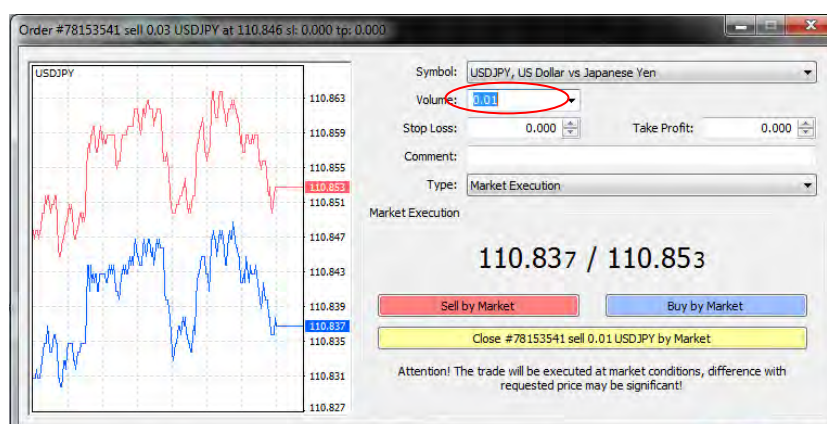 Order #78153541 sell 0.03 USDJPY at 110.846 sl: 0.000 tp: 0.000
USDJPY
110.863
110.859
110.855
110.853
110.851
110.847
110.843
110.839
110.837
110.835
110.831
110.827
Symbol: USDJPY, US Dollar vs Japanese Yen
Volume: 0.01
Stop Loss: 0.000 Take Profit: 0.000
Comment:
Type: Market Execution
Market Execution
110.837 / 110.853
Sell by Market Buy by Market
Close #78153541 sell 0.01 USDJPY by Market
Attention! The trade will be executed at market conditions, difference with
requested price may be significant!